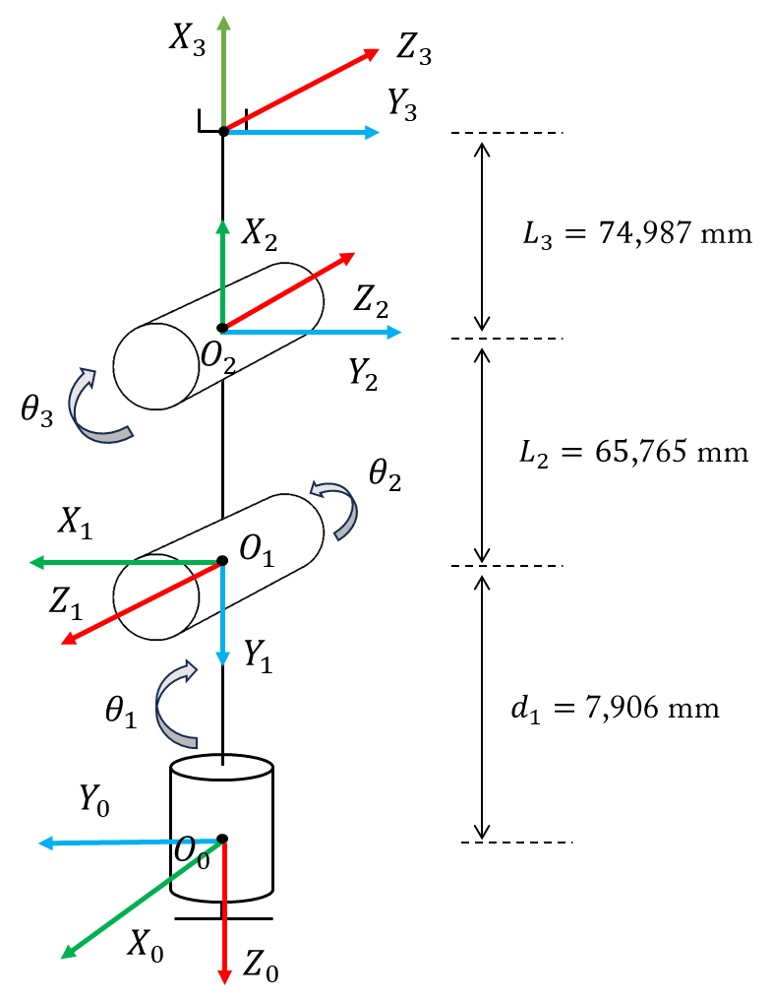 X₃
Z₃
Y₃
L₃ = 74,987 mm
X₂
Z₂
O₂
Y₂
θ₃
L₂ = 65,765 mm
θ₂
X₁
O₁
Z₁
Y₁
θ₁
d₁ = 7,906 mm
Y₀
O₀
X₀
Z₀